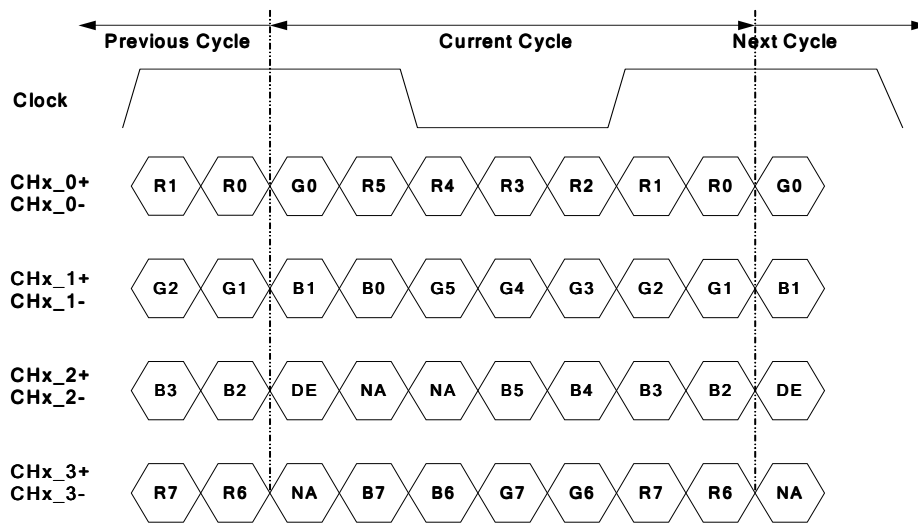 Previous Cycle Current Cycle Next Cycle
Clock
CHx_0+
CHx_0-
R1 R0 G0 R5 R4 R3 R2 R1 R0 G0
CHx_1+
CHx_1-
G2 G1 B1 B0 G5 G4 G3 G2 G1 B1
CHx_2+
CHx_2-
B3 B2 DE NA NA B5 B4 B3 B2 DE
CHx_3+
CHx_3-
R7 R6 NA B7 B6 G7 G6 R7 R6 NA